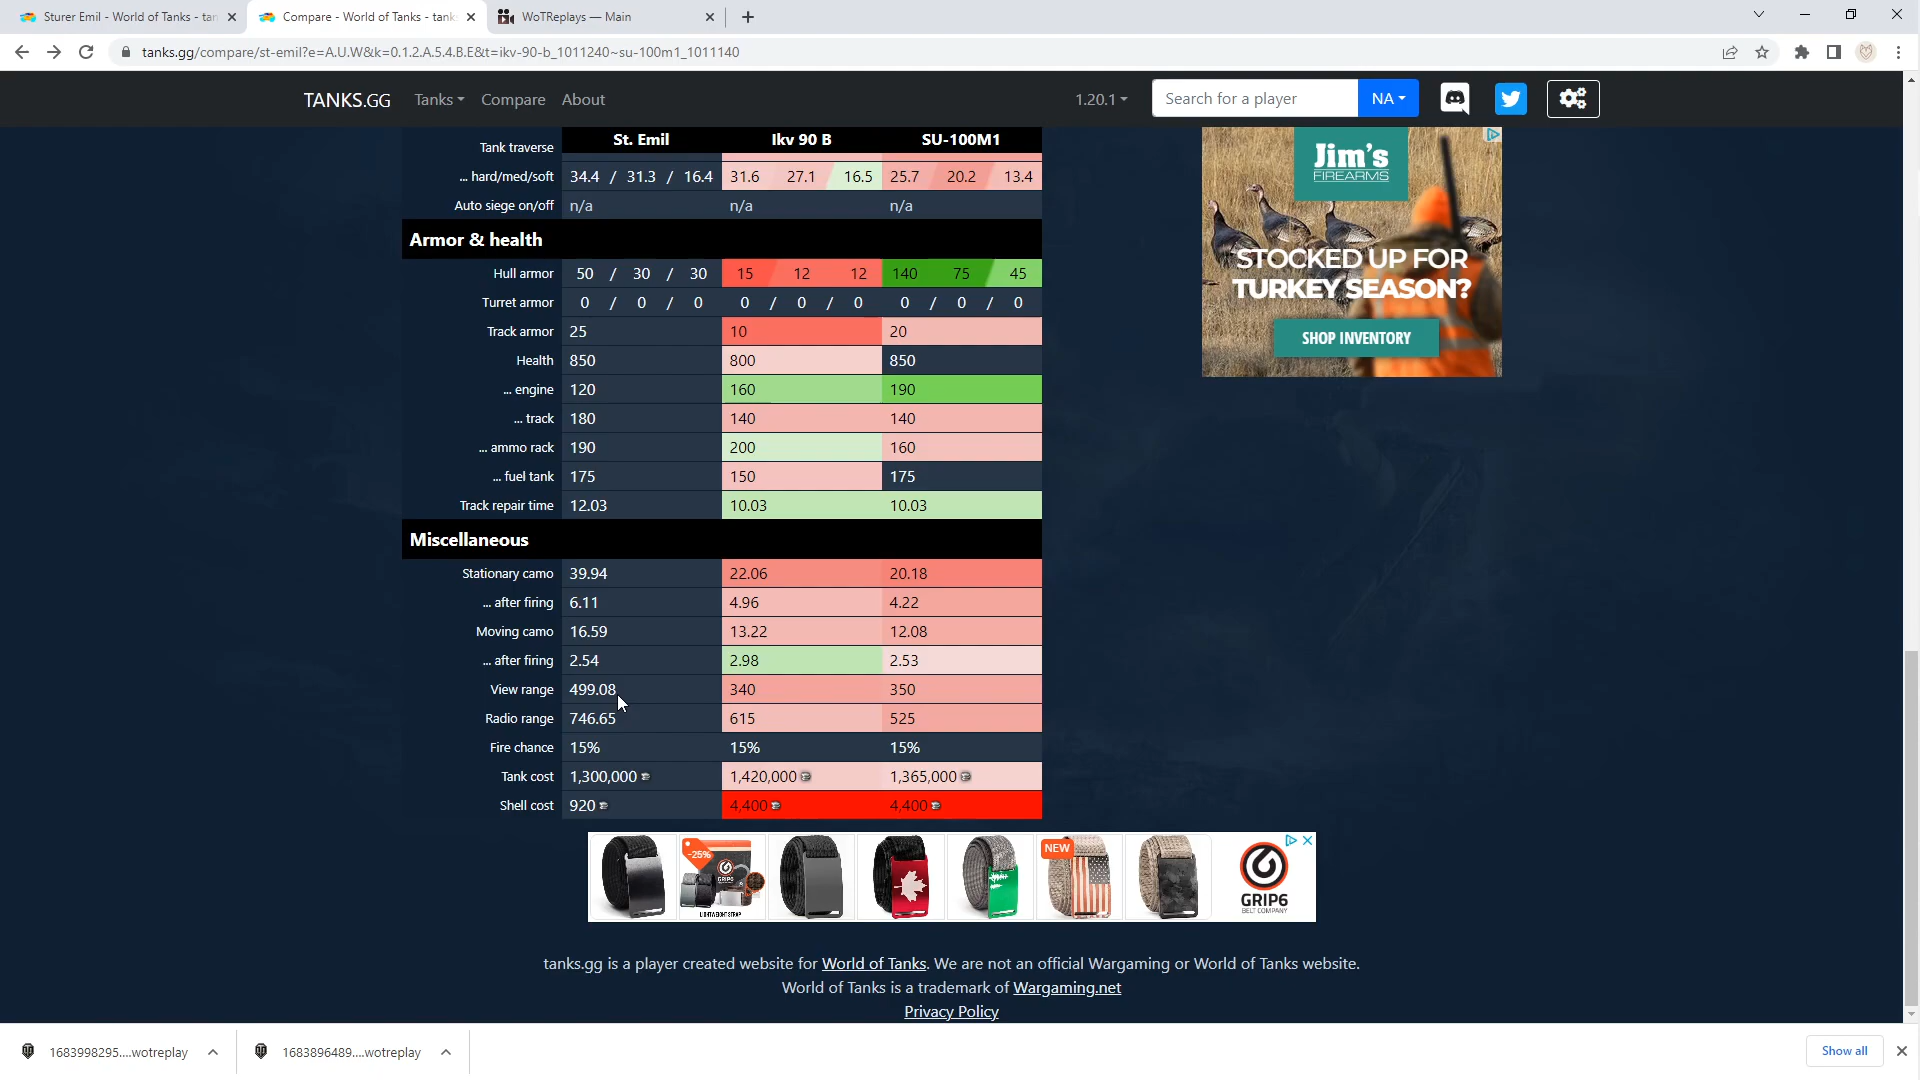 Sturer Emil - World of Tanks - tan
Compare - World of Tanks - tanks
WoTReplays — Main
tanks.gg/compare/st-emil?e=A.U.W&k=0.1.2.A.5.4.B.E&t=ikv-90-b_1011240~su-100m1_1011140
TANKS.GG Tanks Compare About 1.20.1 Search for a player NA
St. Emil Ikv 90 B SU-100M1
Tank traverse
... hard/med/soft 34.4 / 31.3 / 16.4 31.6 27.1 16.5 25.7 20.2 13.4
Auto siege on/off n/a n/a n/a
Armor & health
Hull armor 50 / 30 / 30 15 12 12 140 75 45
Turret armor 0 / 0 / 0 0 / 0 / 0 0 / 0 / 0
Track armor 25 10 20
Health 850 800 850
... engine 120 160 190
... track 180 140 140
... ammo rack 190 200 160
... fuel tank 175 150 175
Track repair time 12.03 10.03 10.03
Miscellaneous
Stationary camo 39.94 22.06 20.18
... after firing 6.11 4.96 4.22
Moving camo 16.59 13.22 12.08
... after firing 2.54 2.98 2.53
View range 499.08 340 350
Radio range 746.65 615 525
Fire chance 15% 15% 15%
Tank cost 1,300,000 1,420,000 1,365,000
Shell cost 920 4,400 4,400
Jim's
FIREARMS
STOCKED UP FOR
TURKEY SEASON?
SHOP INVENTORY
-25%
LIGHTWEIGHT STRAP
NEW
GRIP6
BELT COMPANY
tanks.gg is a player created website for World of Tanks. We are not an official Wargaming or World of Tanks website.
World of Tanks is a trademark of Wargaming.net
Privacy Policy
1683998295....wotreplay
1683896489....wotreplay
Show all